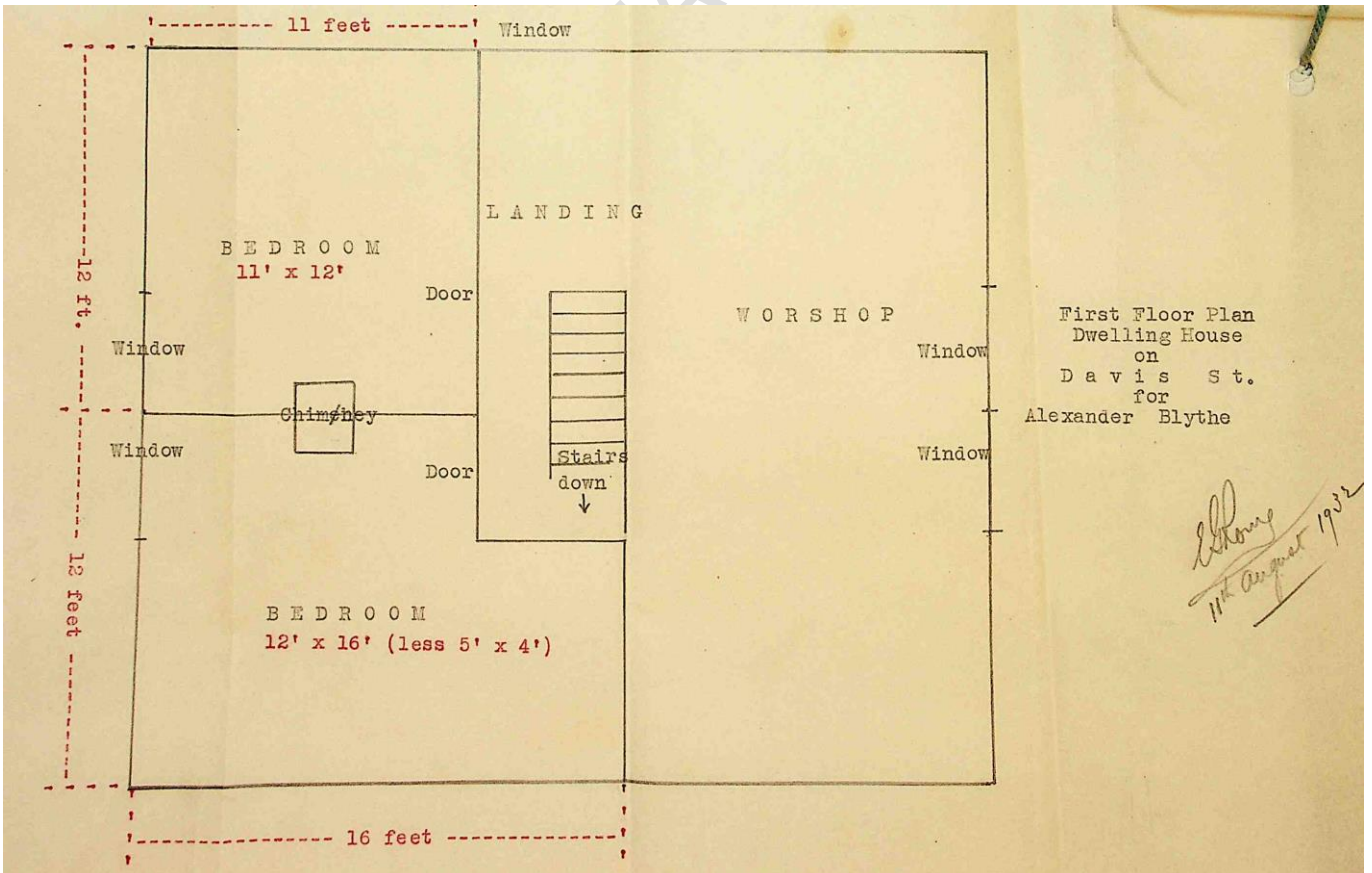 11 feet
Window
LANDING
BEDROOM
11' x 12'
12 ft.
Door
WORSHOP
Window
Window
Chimøhey
Window
Door
Window
Stairs
down
12 feet
BEDROOM
12' x 16' (less 5' x 4')
16 feet
First Floor Plan
Dwelling House
on
Davis St.
for
Alexander Blythe
11th August 1932